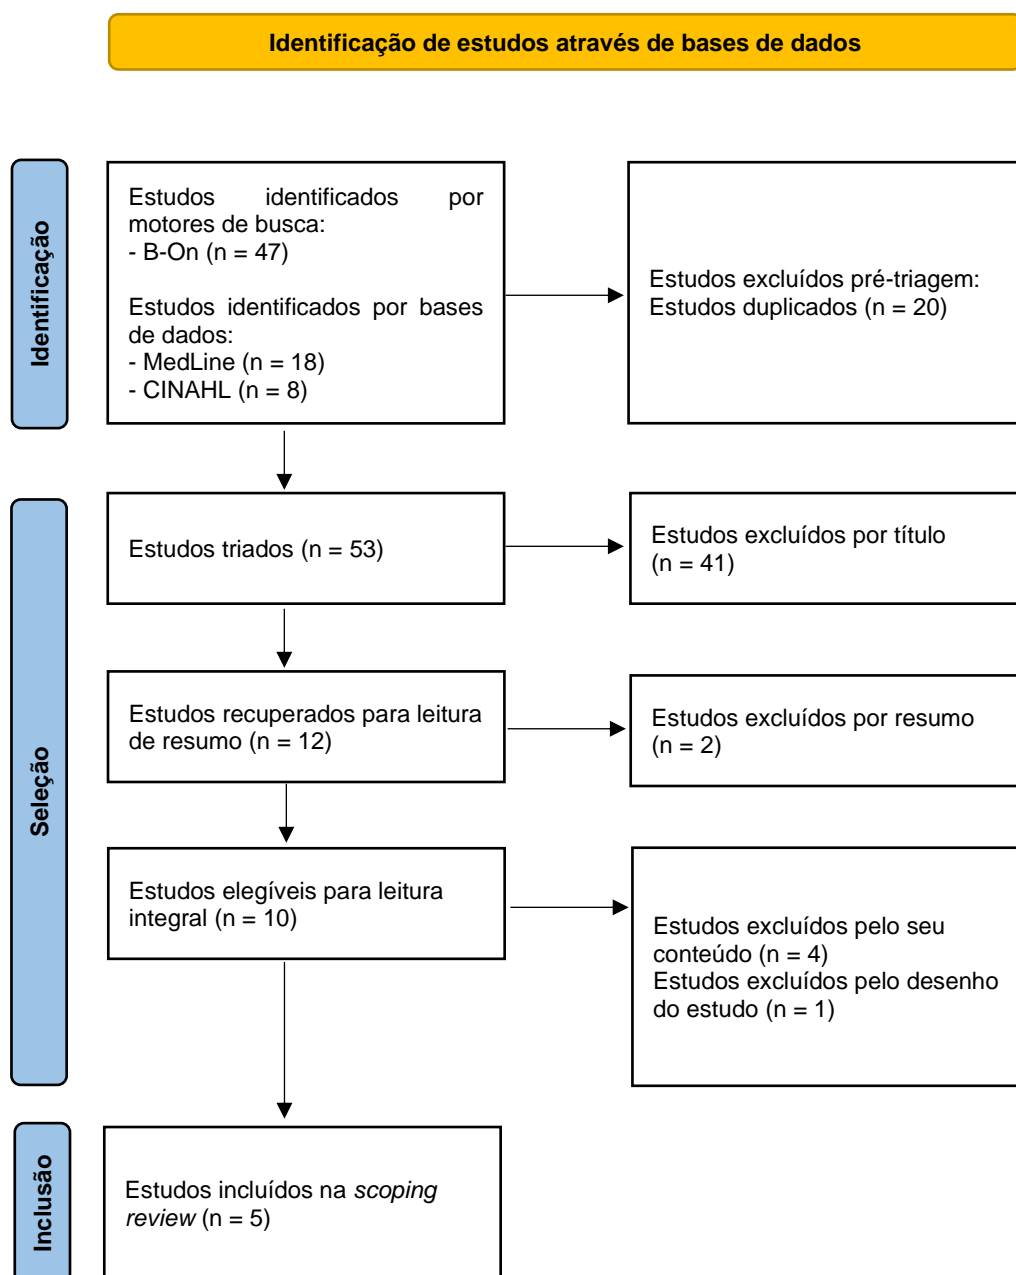 Identificação de estudos através de bases de dados
Identificação
Estudos identificados por
motores de busca:
- B-On (n = 47)
Estudos identificados por bases
de dados:
- MedLine (n = 18)
- CINAHL (n = 8)
Estudos excluídos pré-triagem:
Estudos duplicados (n = 20)
Seleção
Estudos triados (n = 53)
Estudos excluídos por título
(n = 41)
Estudos recuperados para leitura
de resumo (n = 12)
Estudos excluídos por resumo
(n = 2)
Estudos elegíveis para leitura
integral (n = 10)
Estudos excluídos pelo seu
conteúdo (n = 4)
Estudos excluídos pelo desenho
do estudo (n = 1)
Inclusão
Estudos incluídos na scoping
review (n = 5)